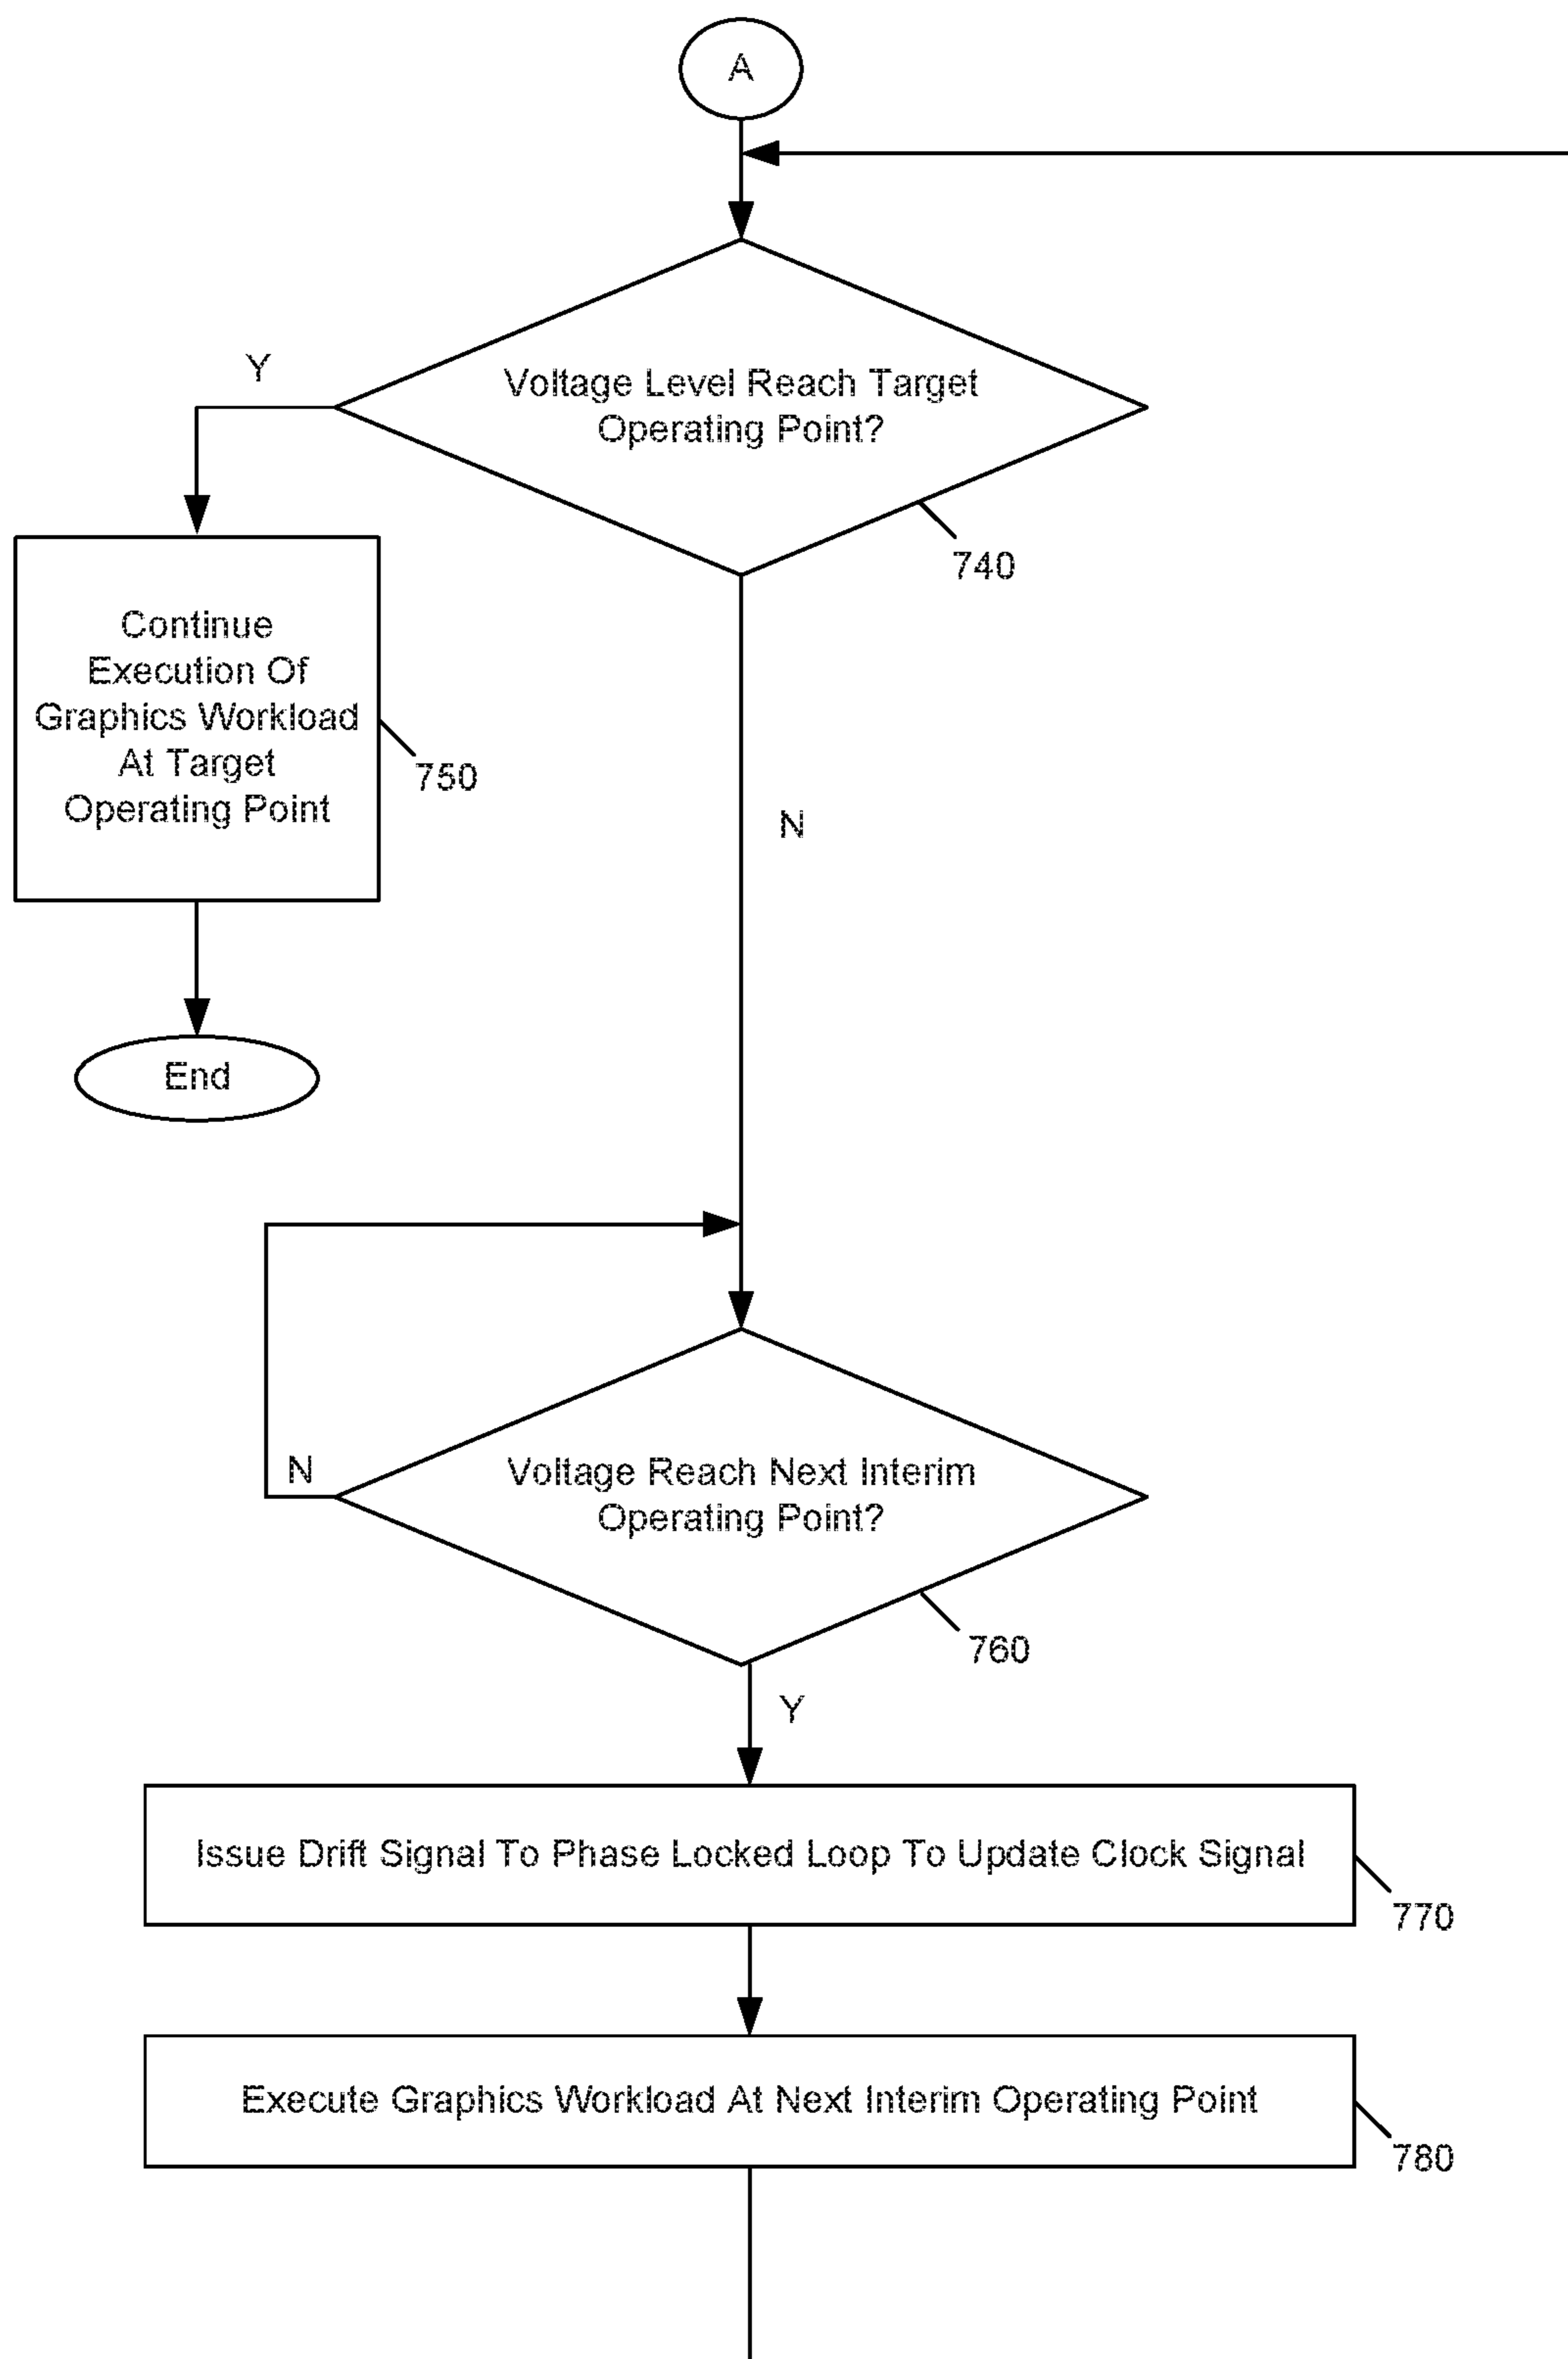 A
Voltage Level Reach Target
Operating Point?
Y
740
Continue
Execution Of
Graphics Workload
At Target
Operating Point
750
N
End
Voltage Reach Next Interim
Operating Point?
N
760
Y
Issue Drift Signal To Phase Locked Loop To Update Clock Signal
770
Execute Graphics Workload At Next Interim Operating Point
780